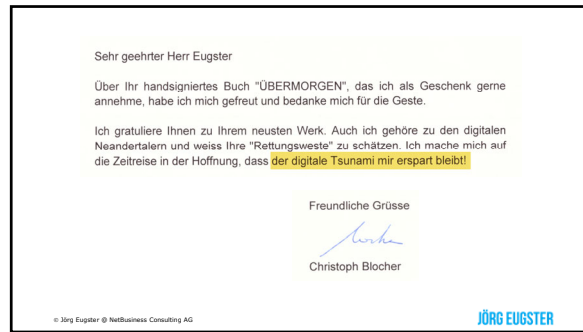 Sehr geehrter Herr Eugster
Über Ihr handsigniertes Buch "ÜBERMORGEN", das ich als Geschenk gerne
annehme, habe ich mich gefreut und bedanke mich für die Geste.
Ich gratuliere Ihnen zu Ihrem neusten Werk. Auch ich gehöre zu den digitalen
Neandertalern und weiss Ihre "Rettungsweste" zu schätzen. Ich mache mich auf
die Zeitreise in der Hoffnung, dass der digitale Tsunami mir erspart bleibt!
Freundliche Grüsse
Christoph Blocher
© Jörg Eugster @ NetBusiness Consulting AG
JÖRG EUGSTER